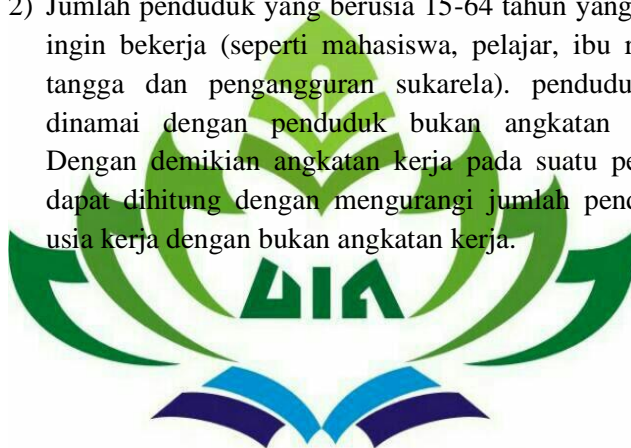 2) Jumlah penduduk yang berusia 15-64 tahun yang
ingin bekerja (seperti mahasiswa, pelajar, ibu
tangga dan pengangguran sukarela). pendudu
dinamai dengan penduduk bukan angkatan
Dengan demikian angkatan kerja pada suatu pe
dapat dihitung dengan mengurangi jumlah pend
usia kerja dengan bukan angkatan kerja.
UIN